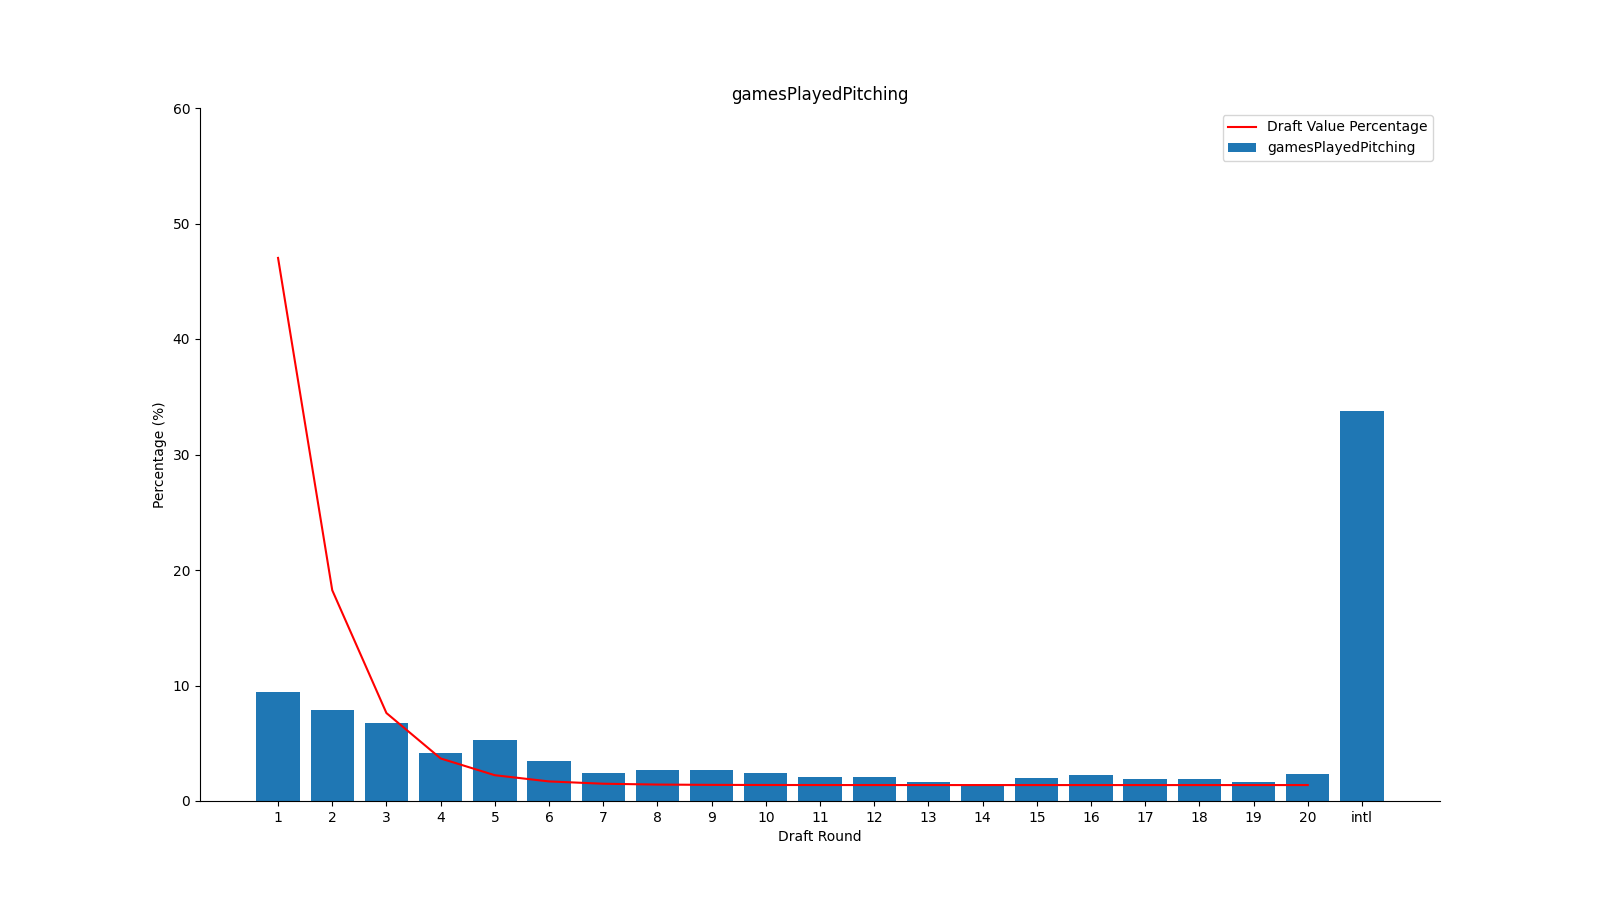 gamesPlayedPitching
Draft Value Percentage
gamesPlayedPitching
60
50
40
30
20
10
0
Percentage (%)
1 2 3 4 5 6 7 8 9 10 11 12 13 14 15 16 17 18 19 20 intl
Draft Round